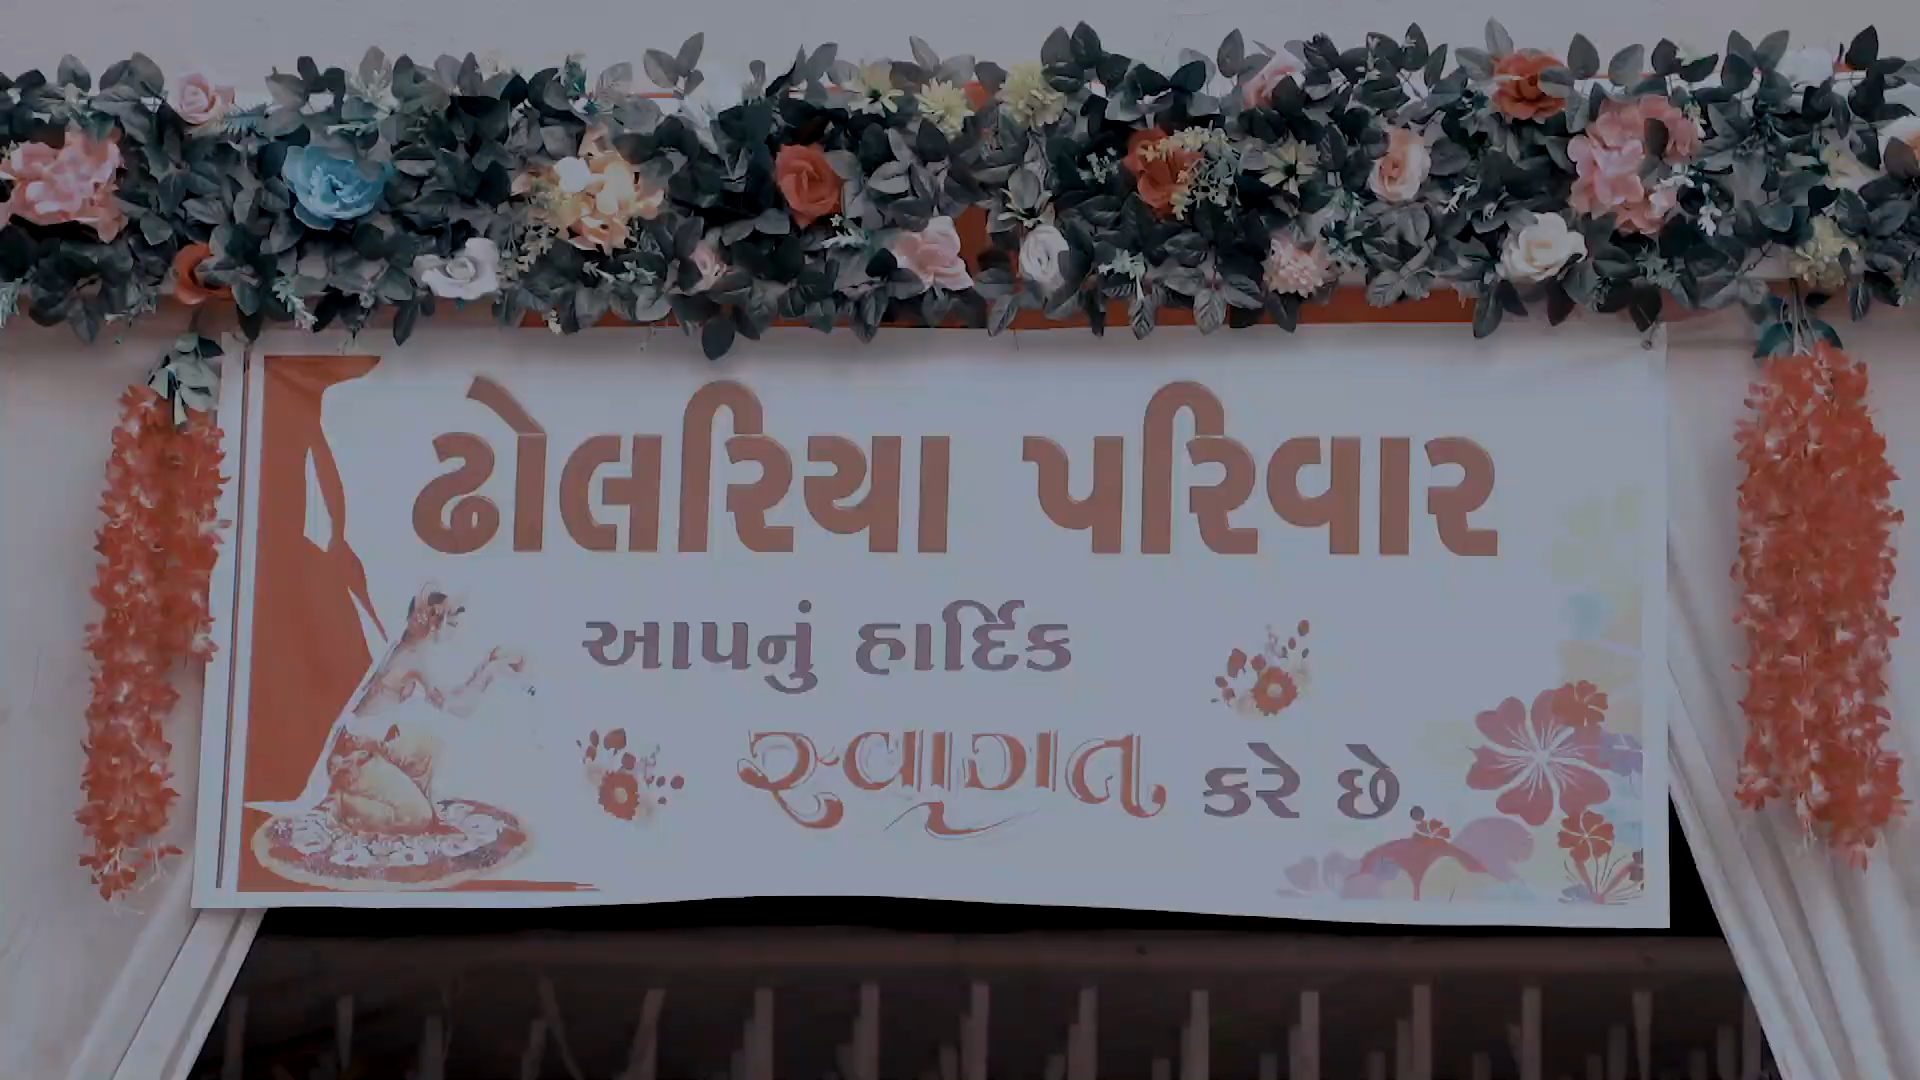 ઢોલરિયા પરિવાર
આપનું હાર્દિક
સ્વાગત કરે છે.